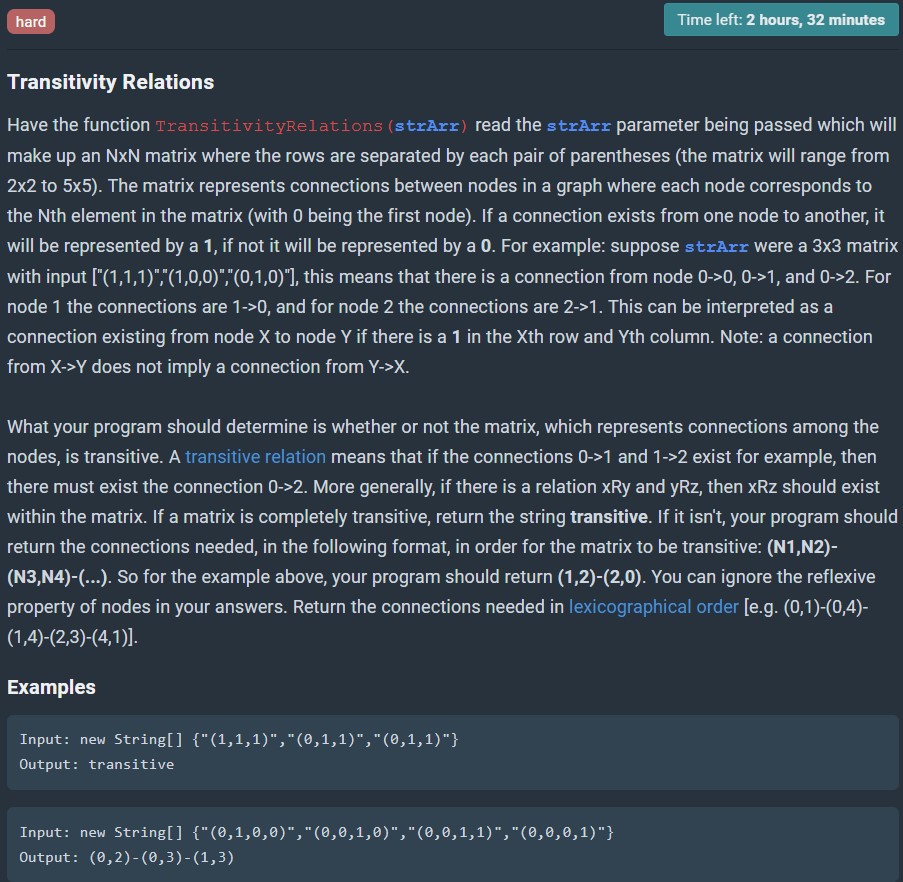 hard
Time left: 2 hours, 32 minutes
Transitivity Relations
Have the function TransitivityRelations(strArr) read the strArr parameter being passed which will
make up an NxN matrix where the rows are separated by each pair of parentheses (the matrix will range from
2x2 to 5x5). The matrix represents connections between nodes in a graph where each node corresponds to
the Nth element in the matrix (with 0 being the first node). If a connection exists from one node to another, it
will be represented by a 1, if not it will be represented by a 0. For example: suppose strArr were a 3x3 matrix
with input ["(1,1,1)","(1,0,0)","(0,1,0)"], this means that there is a connection from node 0->0, 0->1, and 0->2. For
node 1 the connections are 1->0, and for node 2 the connections are 2->1. This can be interpreted as a
connection existing from node X to node Y if there is a 1 in the Xth row and Yth column. Note: a connection
from X->Y does not imply a connection from Y->X.
What your program should determine is whether or not the matrix, which represents connections among the
nodes, is transitive. A transitive relation means that if the connections 0->1 and 1->2 exist for example, then
there must exist the connection 0->2. More generally, if there is a relation xRy and yRz, then xRz should exist
within the matrix. If a matrix is completely transitive, return the string transitive. If it isn't, your program should
return the connections needed, in the following format, in order for the matrix to be transitive: (N1,N2)-
(N3,N4)-(...). So for the example above, your program should return (1,2)-(2,0). You can ignore the reflexive
property of nodes in your answers. Return the connections needed in lexicographical order [e.g. (0,1)-(0,4)-
(1,4)-(2,3)-(4,1)].
Examples
Input: new String[] {"(1,1,1)","(0,1,1)","(0,1,1)"}
Output: transitive
Input: new String[] {"(0,1,0,0)","(0,0,1,0)","(0,0,1,1)","(0,0,0,1)"}
Output: (0,2)-(0,3)-(1,3)